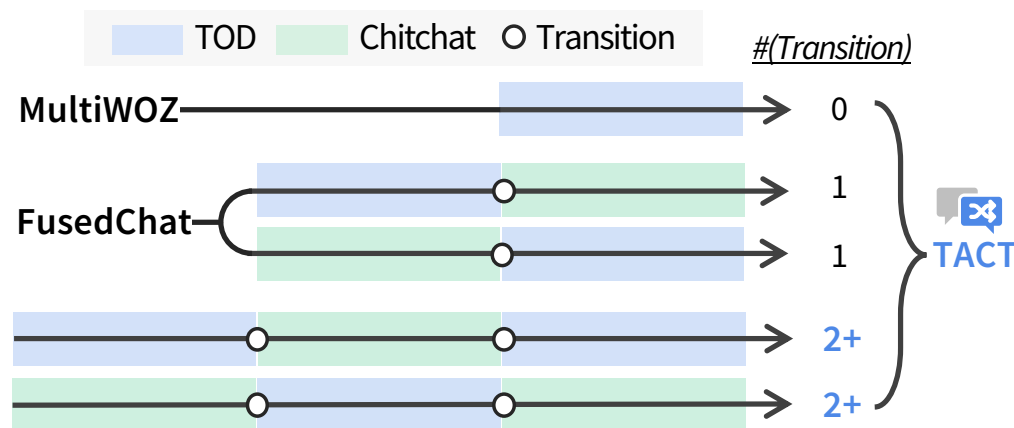 TOD Chitchat Transition
#(Transition)
MultiWOZ 0
1
FusedChat
1
TACT
2+
2+